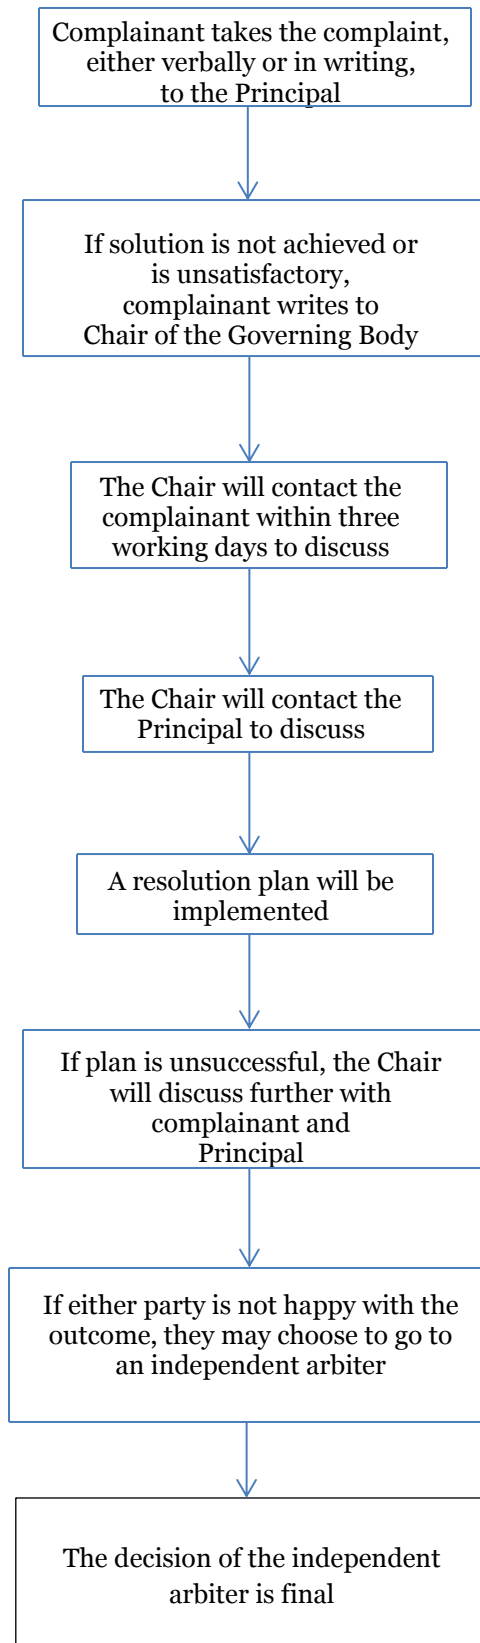 Complainant takes the complaint,
either verbally or in writing,
to the Principal
If solution is not achieved or
is unsatisfactory,
complainant writes to
Chair of the Governing Body
The Chair will contact the
complainant within three
working days to discuss
The Chair will contact the
Principal to discuss
A resolution plan will be
implemented
If plan is unsuccessful, the Chair
will discuss further with
complainant and
Principal
If either party is not happy with the
outcome, they may choose to go to
an independent arbiter
The decision of the independent
arbiter is final